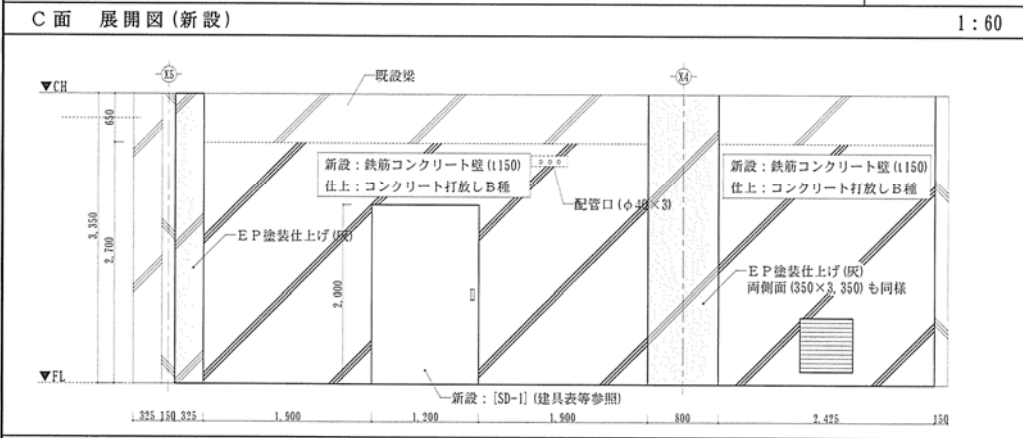 C面 展開図(新設)
1:60
X5
X4
▼CH
既設梁
650
新設:鉄筋コンクリート壁(t150)
仕上:コンクリート打放しB種
新設:鉄筋コンクリート壁(t150)
仕上:コンクリート打放しB種
配管口(φ40×3)
3,350
2,700
EP塗装仕上げ(灰)
2,000
EP塗装仕上げ(灰)
両側面(350×3,350)も同様
▼FL
新設:[SD-1](建具表等参照)
325 150 325 1,900 1,200 1,900 800 2,425 150